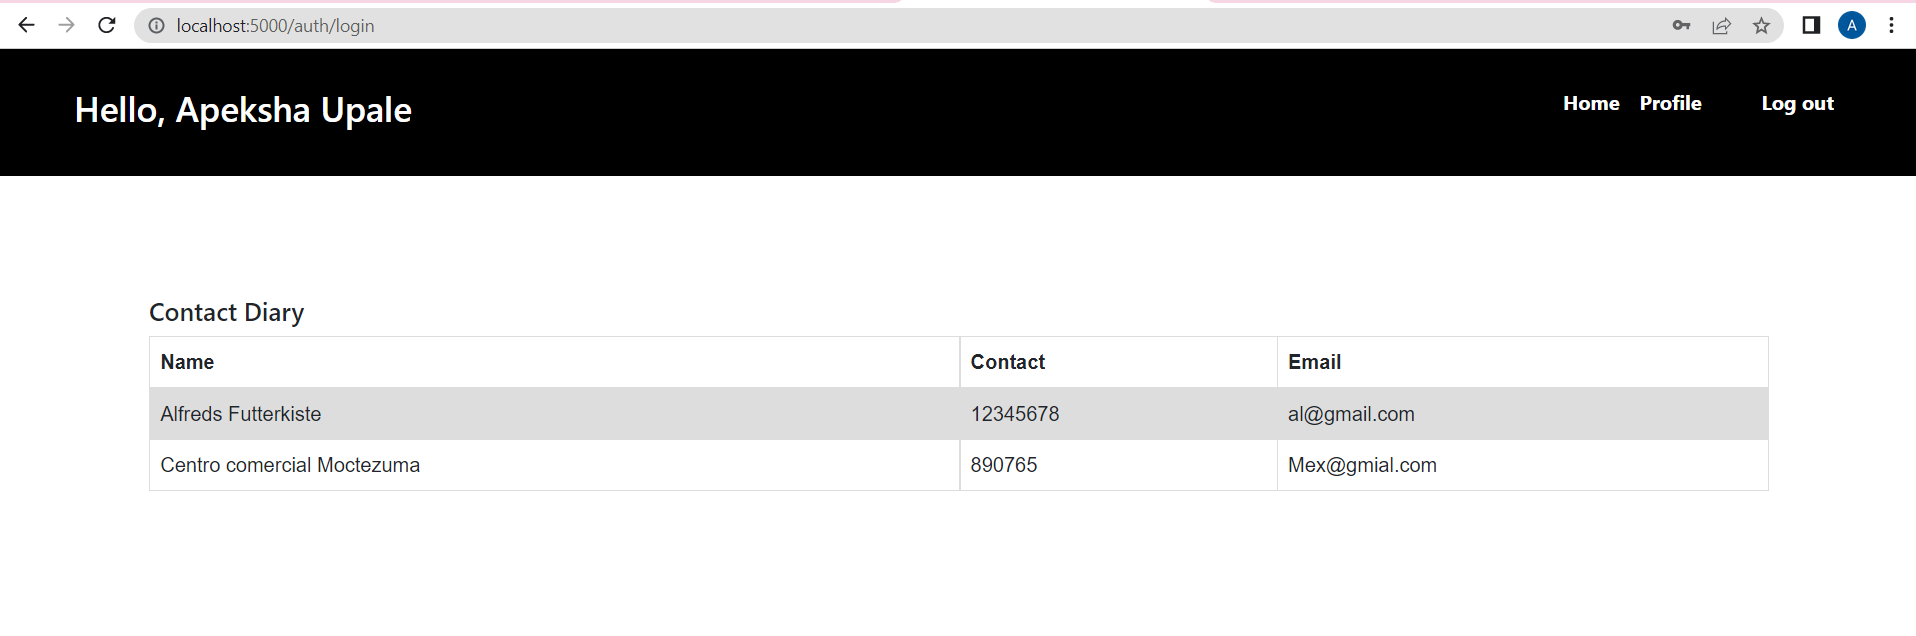 localhost:5000/auth/login
A
Hello, Apeksha Upale
Home Profile Log out
Contact Diary
Name Contact Email
Alfreds Futterkiste 12345678 al@gmail.com
Centro comercial Moctezuma 890765 Mex@gmial.com